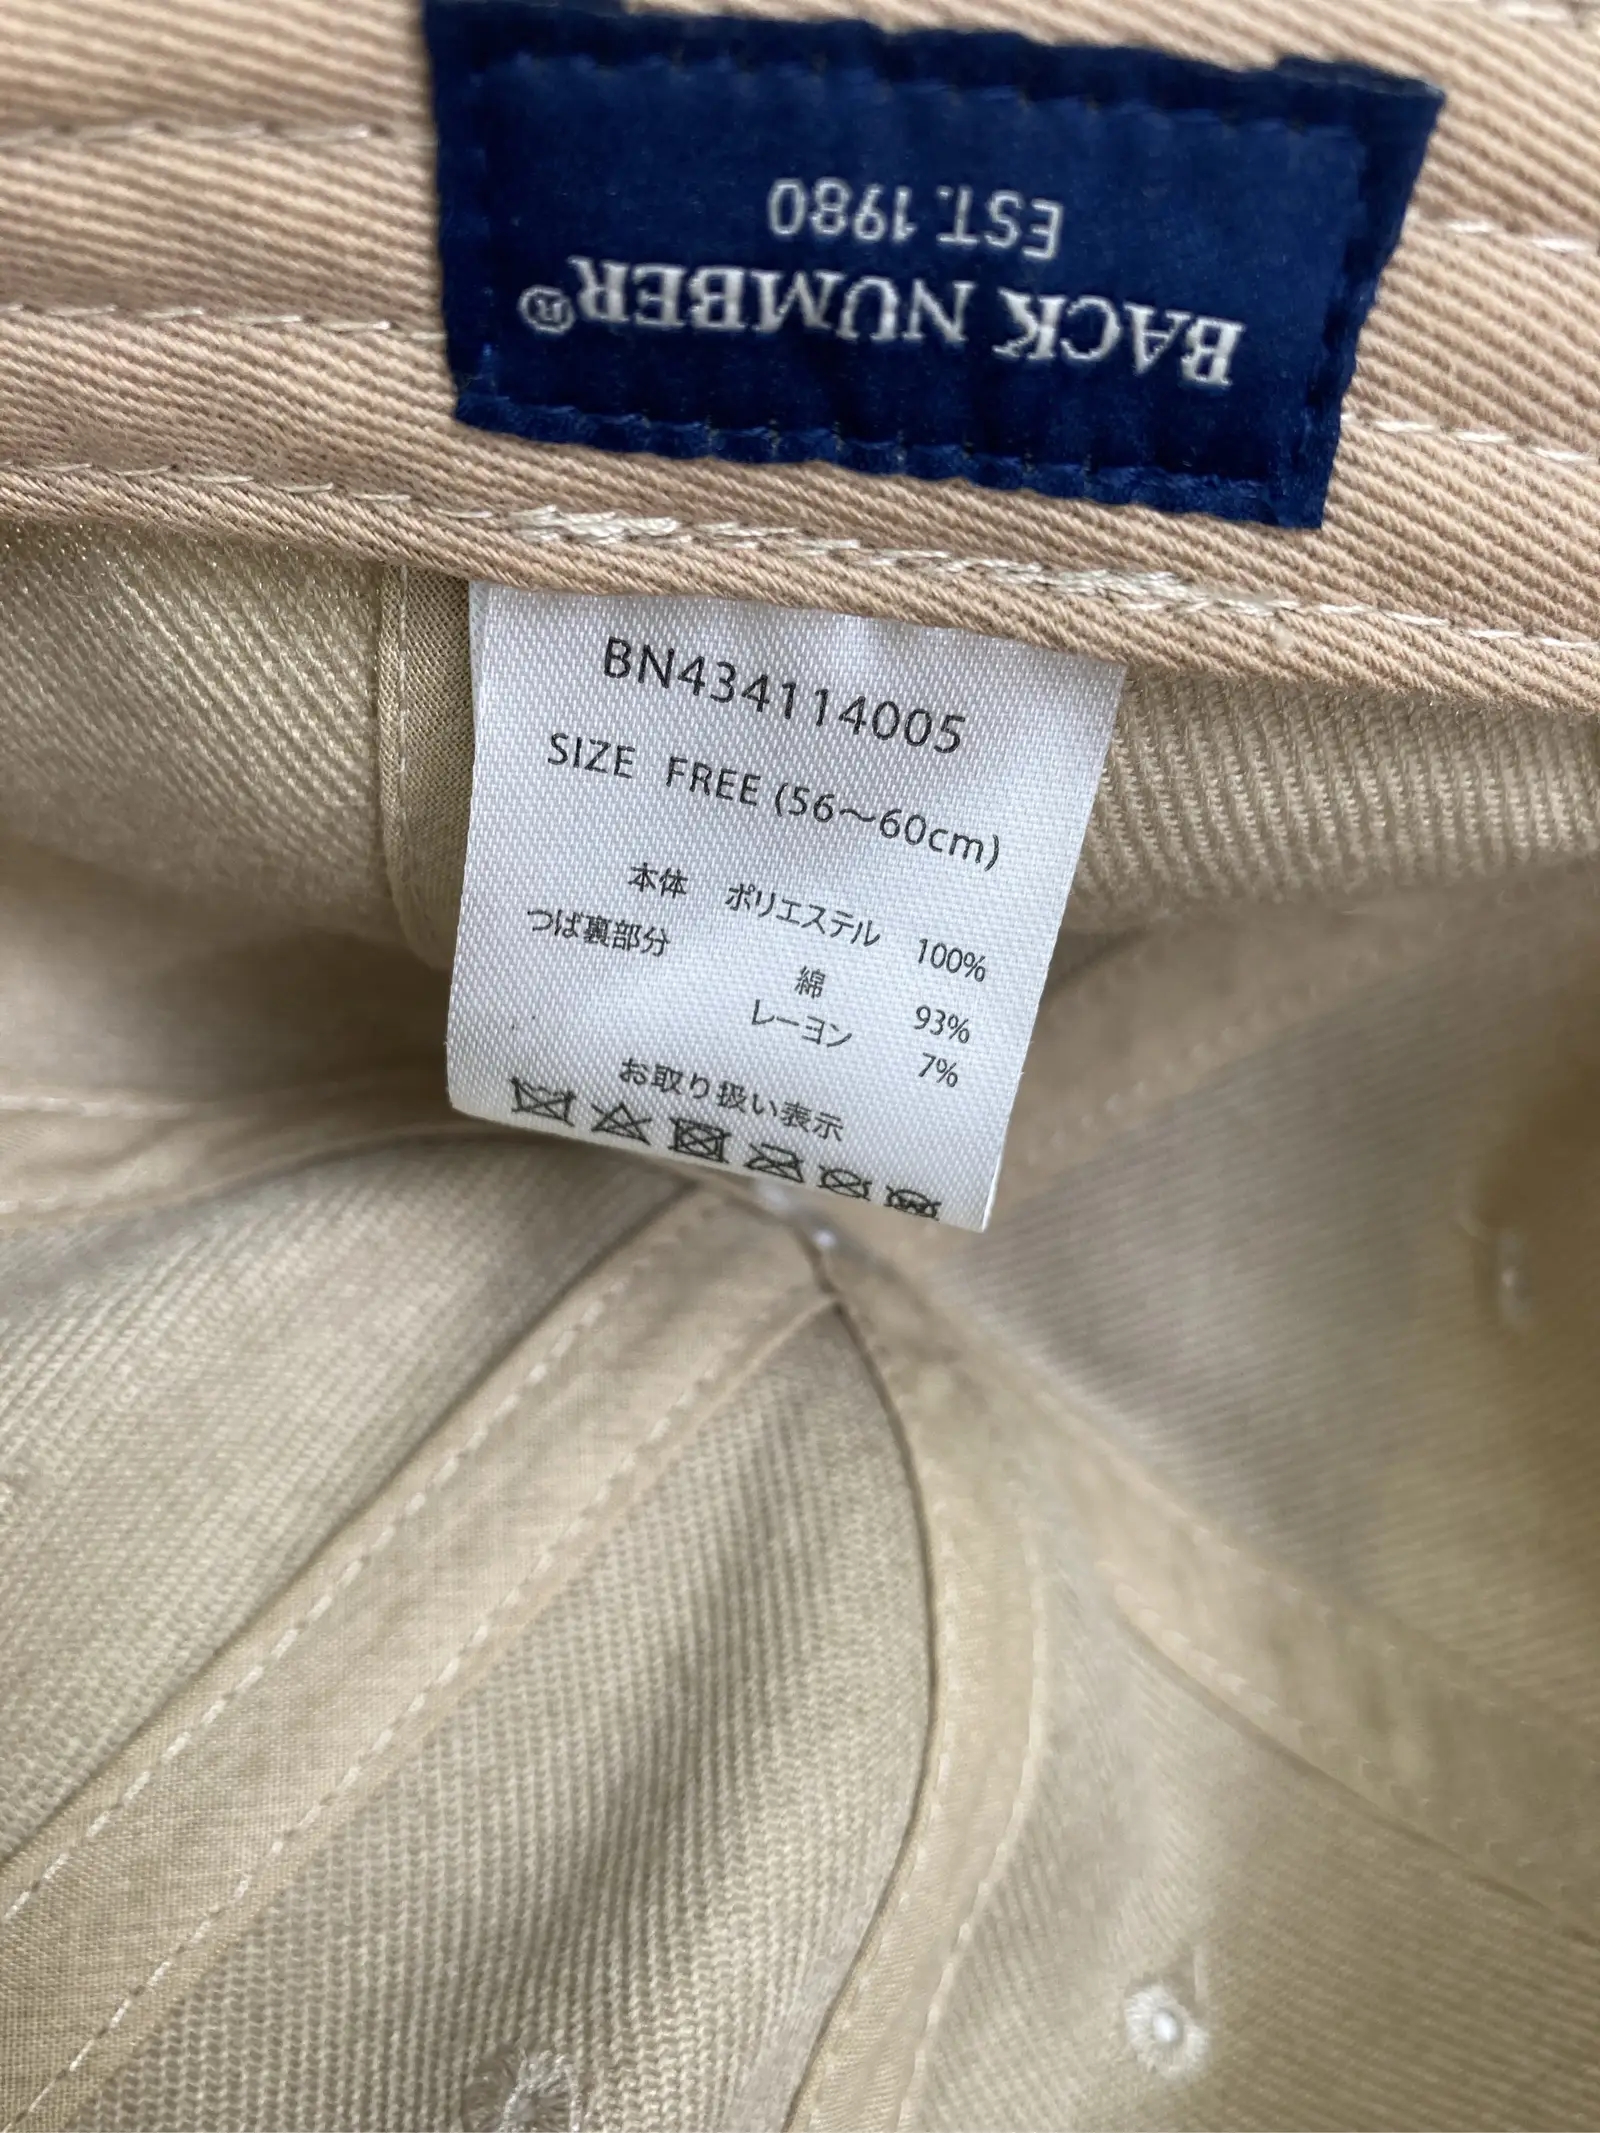 BACK NUMBER®
EST. 1980
BN434114005
SIZE FREE (56～60cm)
本体 ポリエステル 100%
つば裏部分
綿 93%
レーヨン 7%
お取り扱い表示